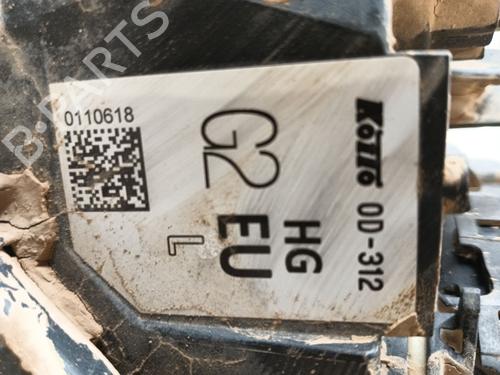 B-PARTS
0110618
KOITO OD-312
HG
G2 EU
L